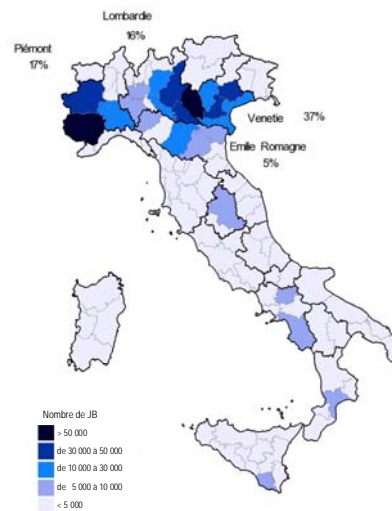 Lombardie
16%
Piémont
17%
Venetie 37%
Emilie Romagne
5%
Nombre de JB
> 50 000
de 30 000 à 50 000
de 10 000 à 30 000
de 5 000 à 10 000
< 5 000